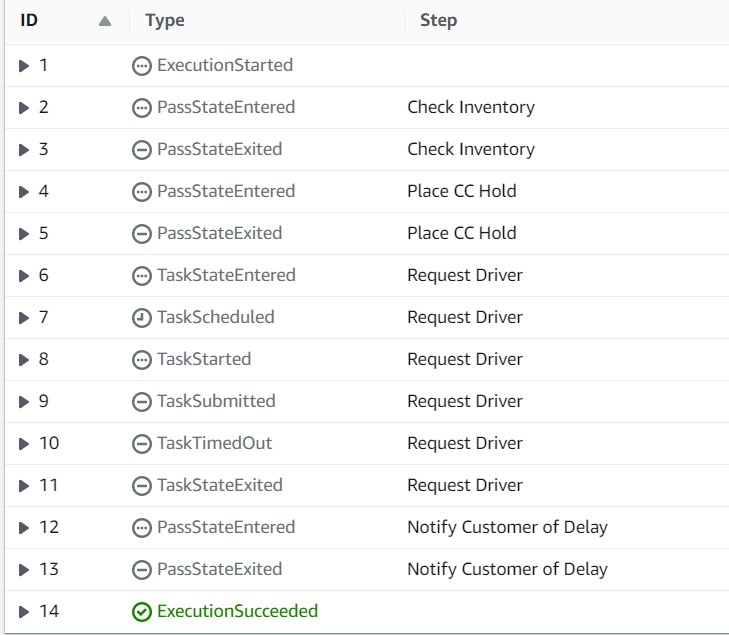 ID Type Step
1 ExecutionStarted
2 PassStateEntered Check Inventory
3 PassStateExited Check Inventory
4 PassStateEntered Place CC Hold
5 PassStateExited Place CC Hold
6 TaskStateEntered Request Driver
7 TaskScheduled Request Driver
8 TaskStarted Request Driver
9 TaskSubmitted Request Driver
10 TaskTimedOut Request Driver
11 TaskStateExited Request Driver
12 PassStateEntered Notify Customer of Delay
13 PassStateExited Notify Customer of Delay
14 ExecutionSucceeded